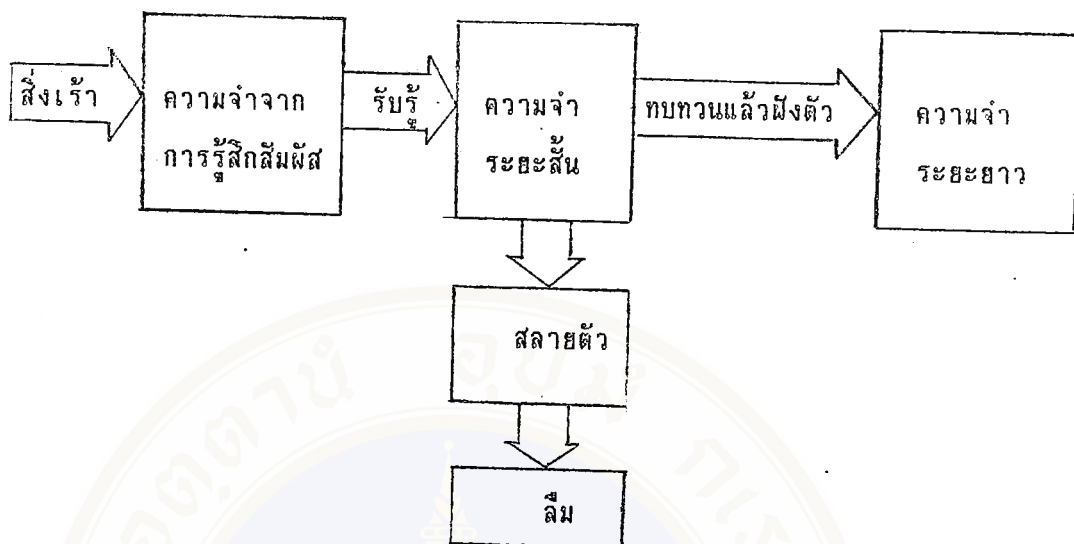 สิ่งเร้า
ความจำจาก
การรู้สึกสัมผัส
รับรู้
ความจำ
ระยะสั้น
ทบทวนแล้วฝังตัว
ความจำ
ระยะยาว
สลายตัว
ลืม